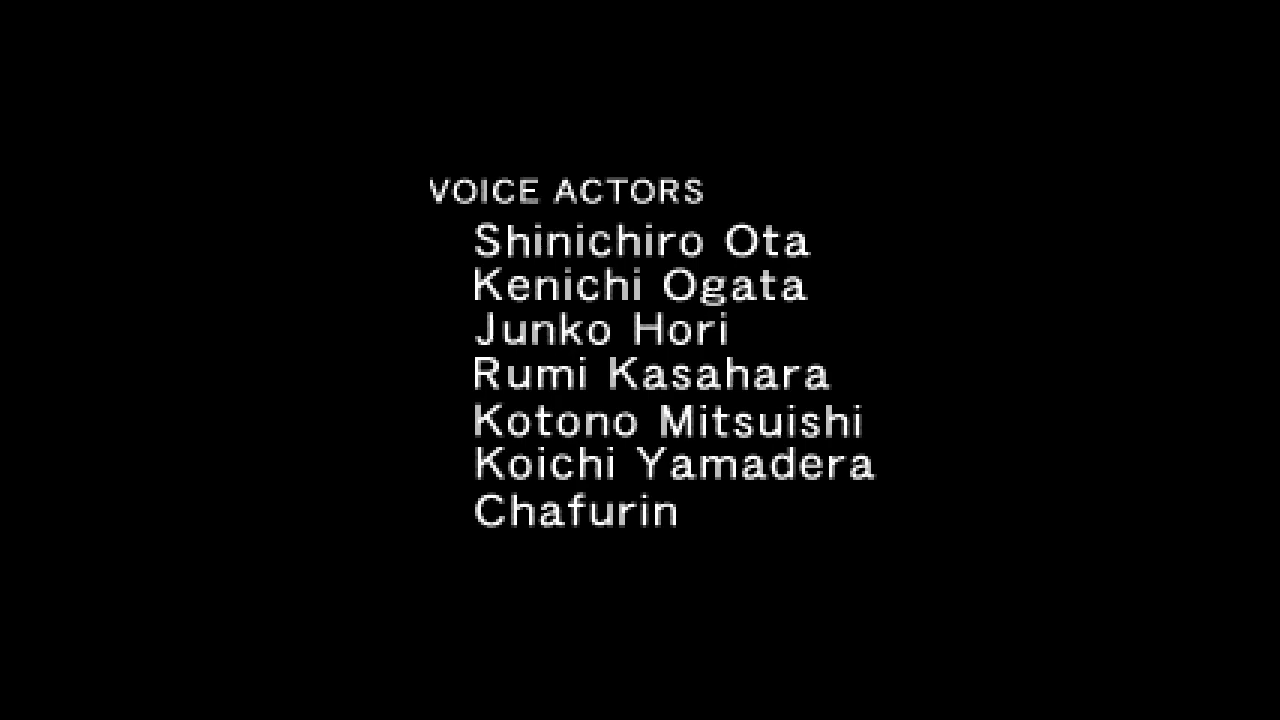 VOICE ACTORS
Shinichiro Ota
Kenichi Ogata
Junko Hori
Rumi Kasahara
Kotono Mitsuishi
Koichi Yamadera
Chafurin